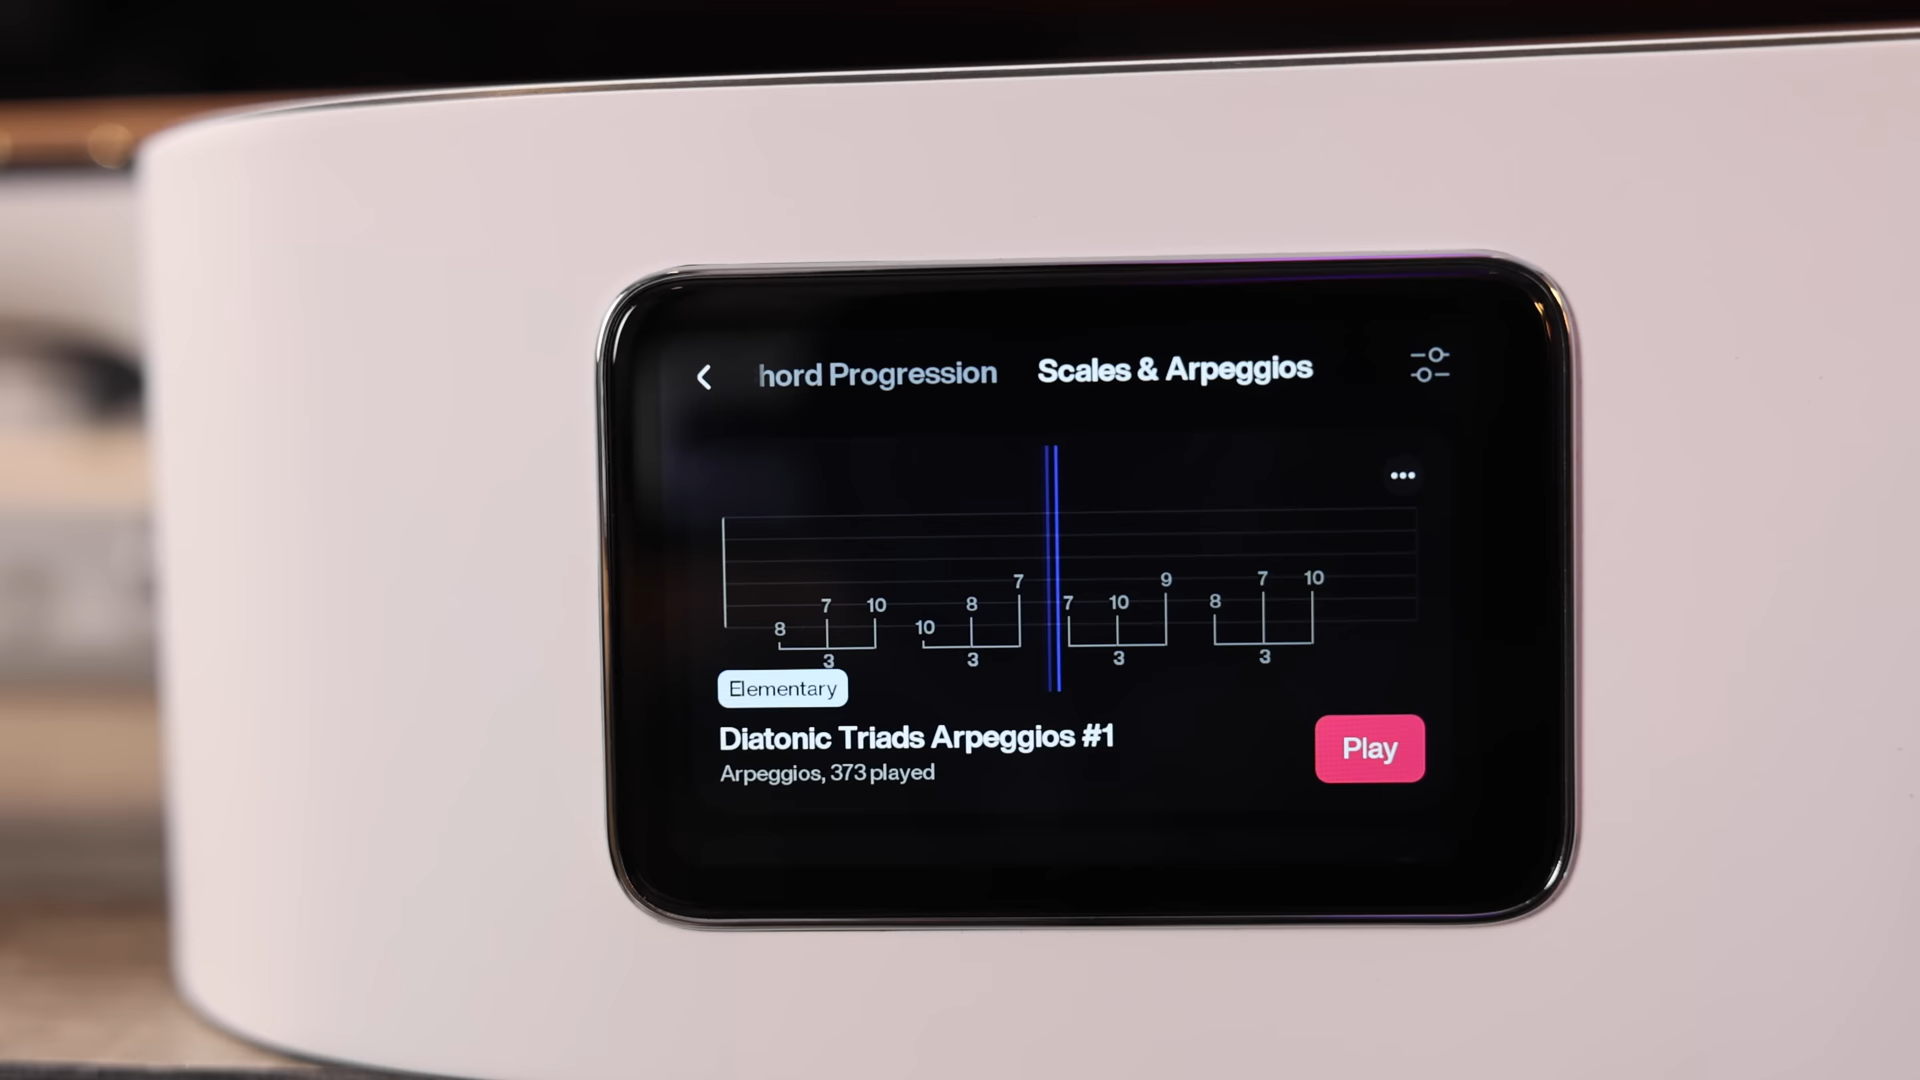 hord Progression Scales & Arpeggios
7 9 7 10
7 10 8 7 10 8
8 10
3 3 3 3
Elementary
Diatonic Triads Arpeggios #1
Arpeggios, 373 played
Play